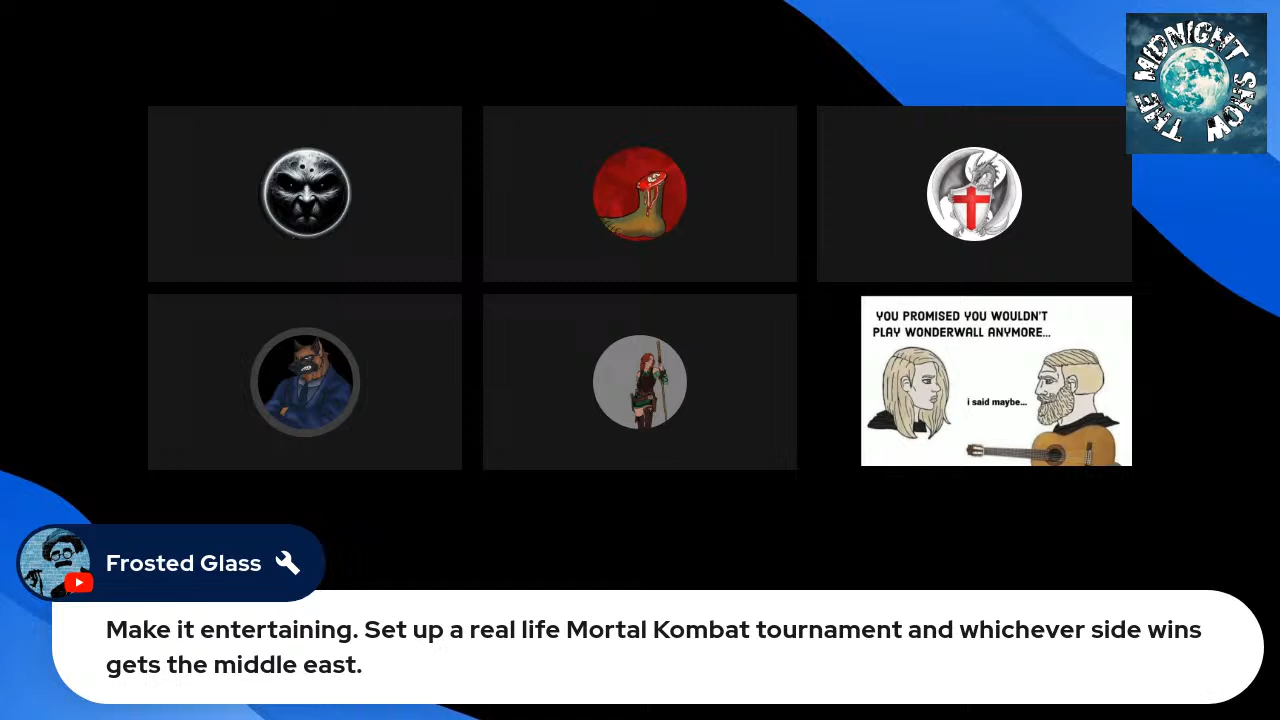 THE MIDNIGHT SHOW
YOU PROMISED YOU WOULDN'T
PLAY WONDERWALL ANYMORE...
i said maybe...
Frosted Glass
Make it entertaining. Set up a real life Mortal Kombat tournament and whichever side wins
gets the middle east.